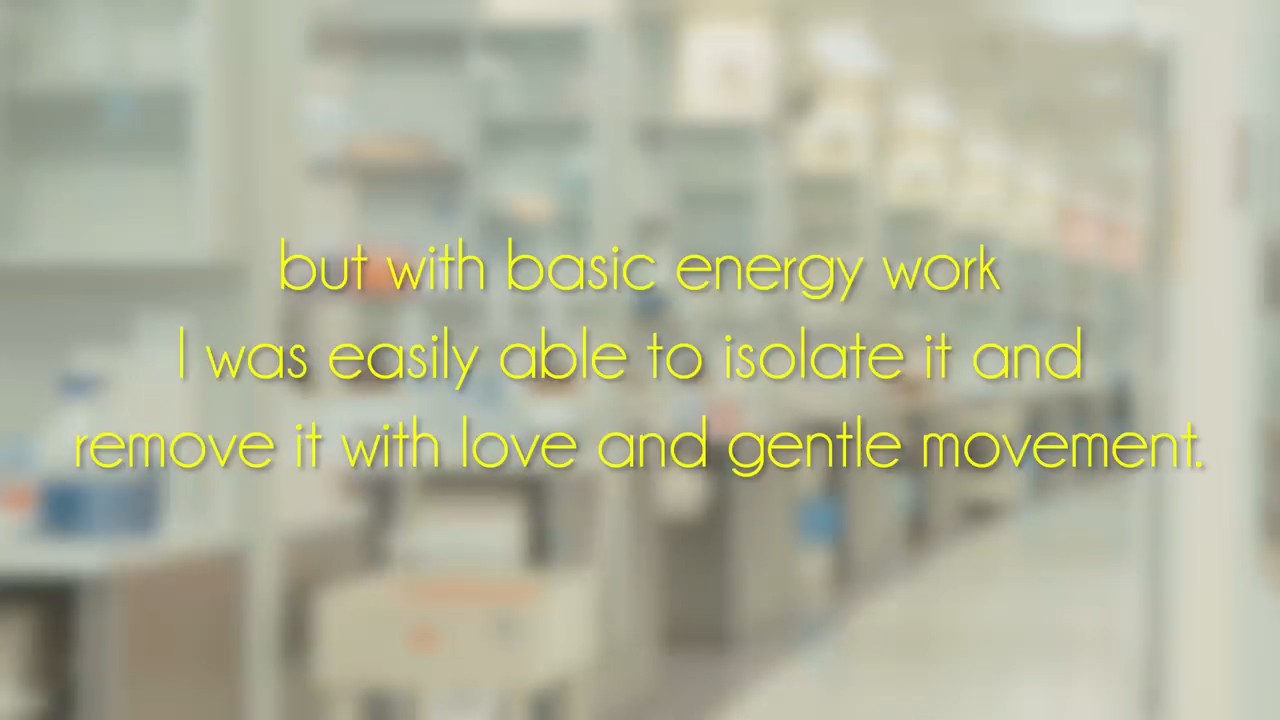 but with basic energy work
I was easily able to isolate it and
remove it with love and gentle movement.